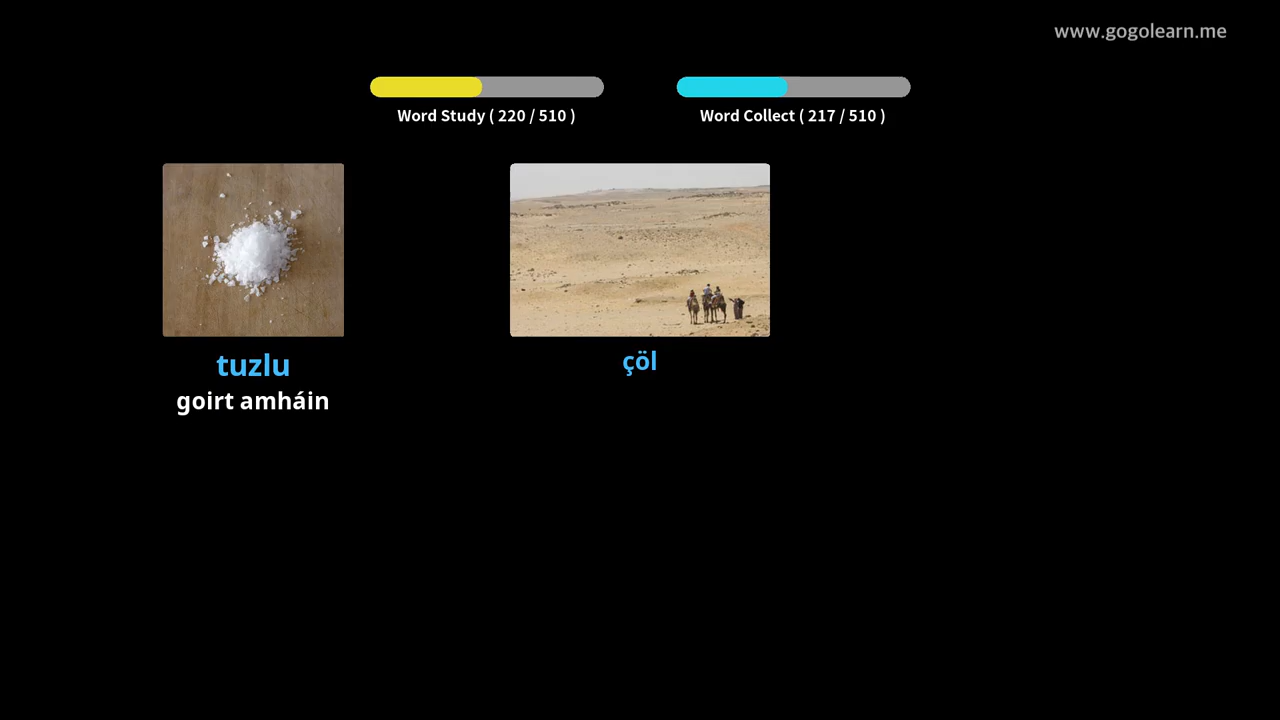 www.gogolearn.me
Word Study ( 220 / 510 )
Word Collect ( 217 / 510 )
tuzlu
goirt amháin
çöl